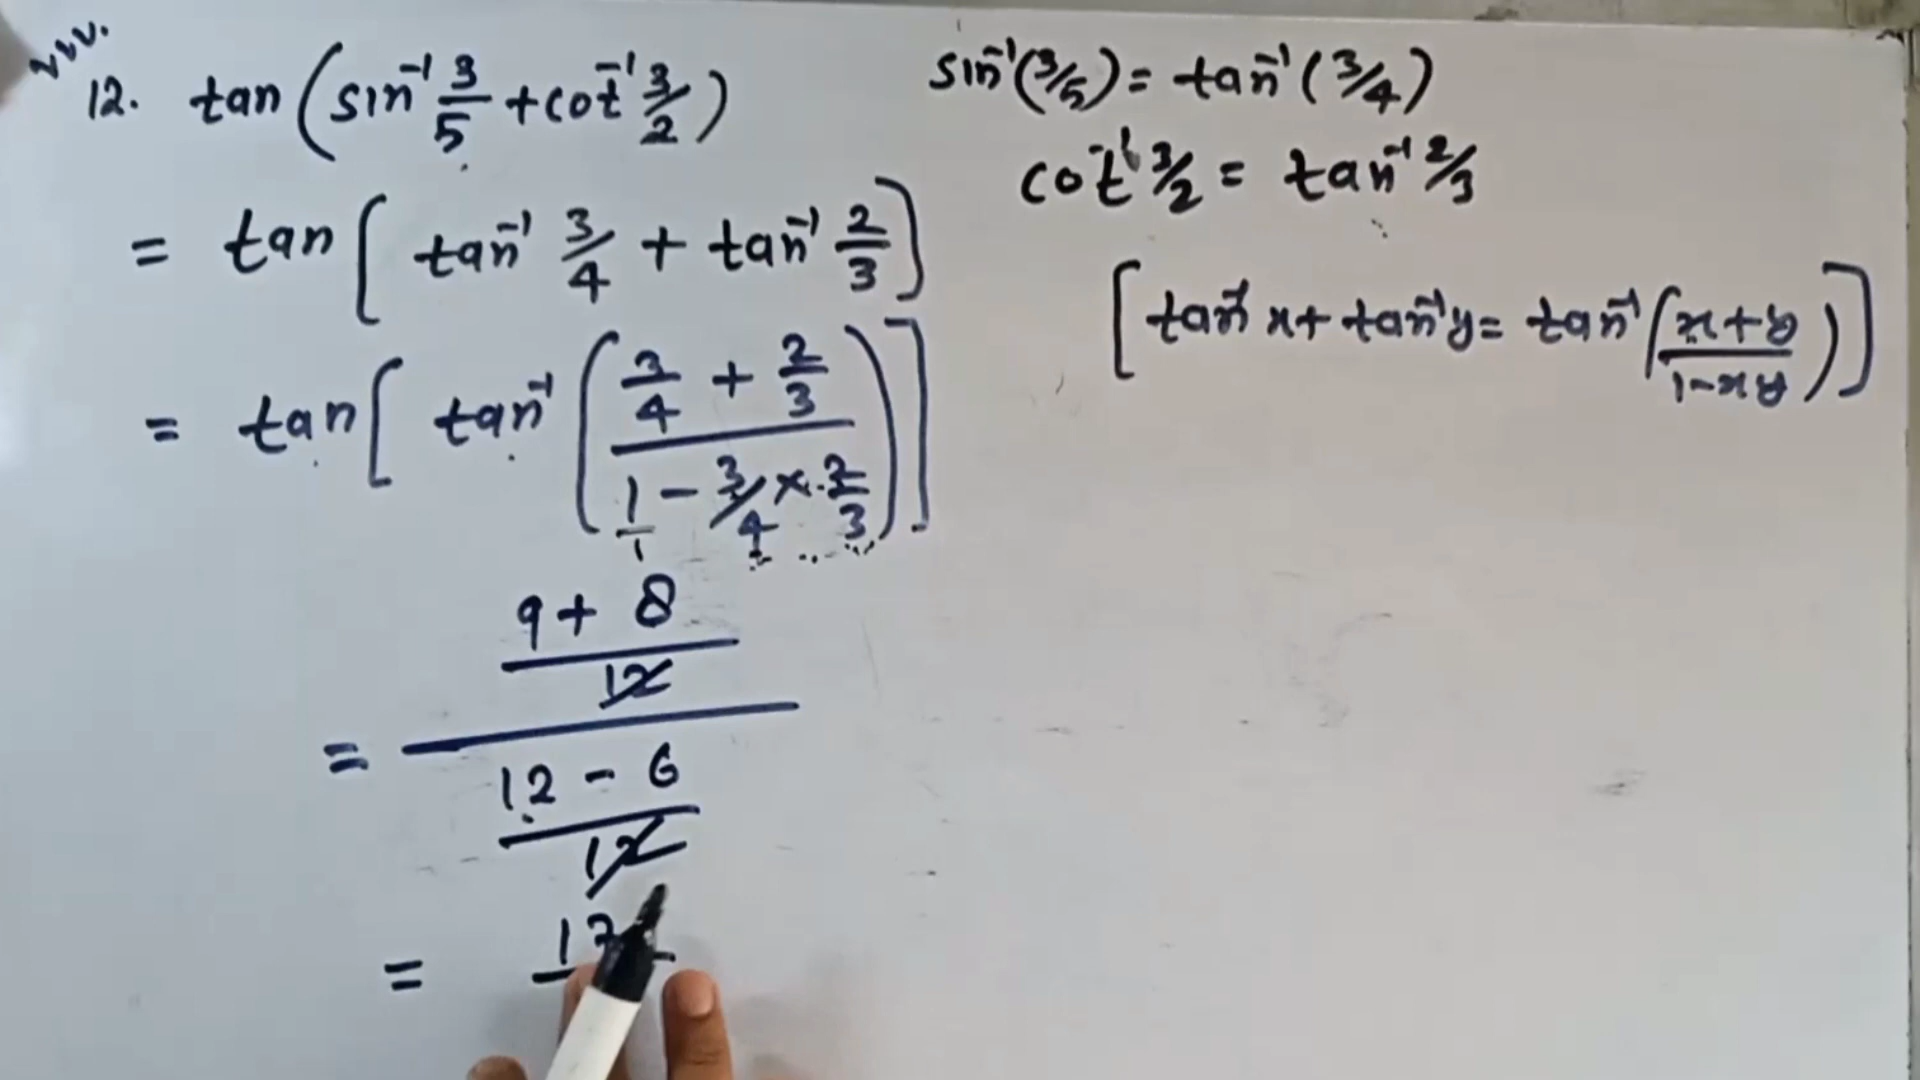 VVV.
12. tan(sin⁻¹ 3/5 + cot⁻¹ 3/2)
sin⁻¹(3/5) = tan⁻¹(3/4)
cot⁻¹ 3/2 = tan⁻¹ 2/3
= tan[tan⁻¹ 3/4 + tan⁻¹ 2/3]
[tan⁻¹x + tan⁻¹y = tan⁻¹(x+y / 1-xy)]
= tan[tan⁻¹(3/4 + 2/3 / 1/1 - 3/4 × 2/3)]
9 + 8
12
=
12 - 6
12
= 17